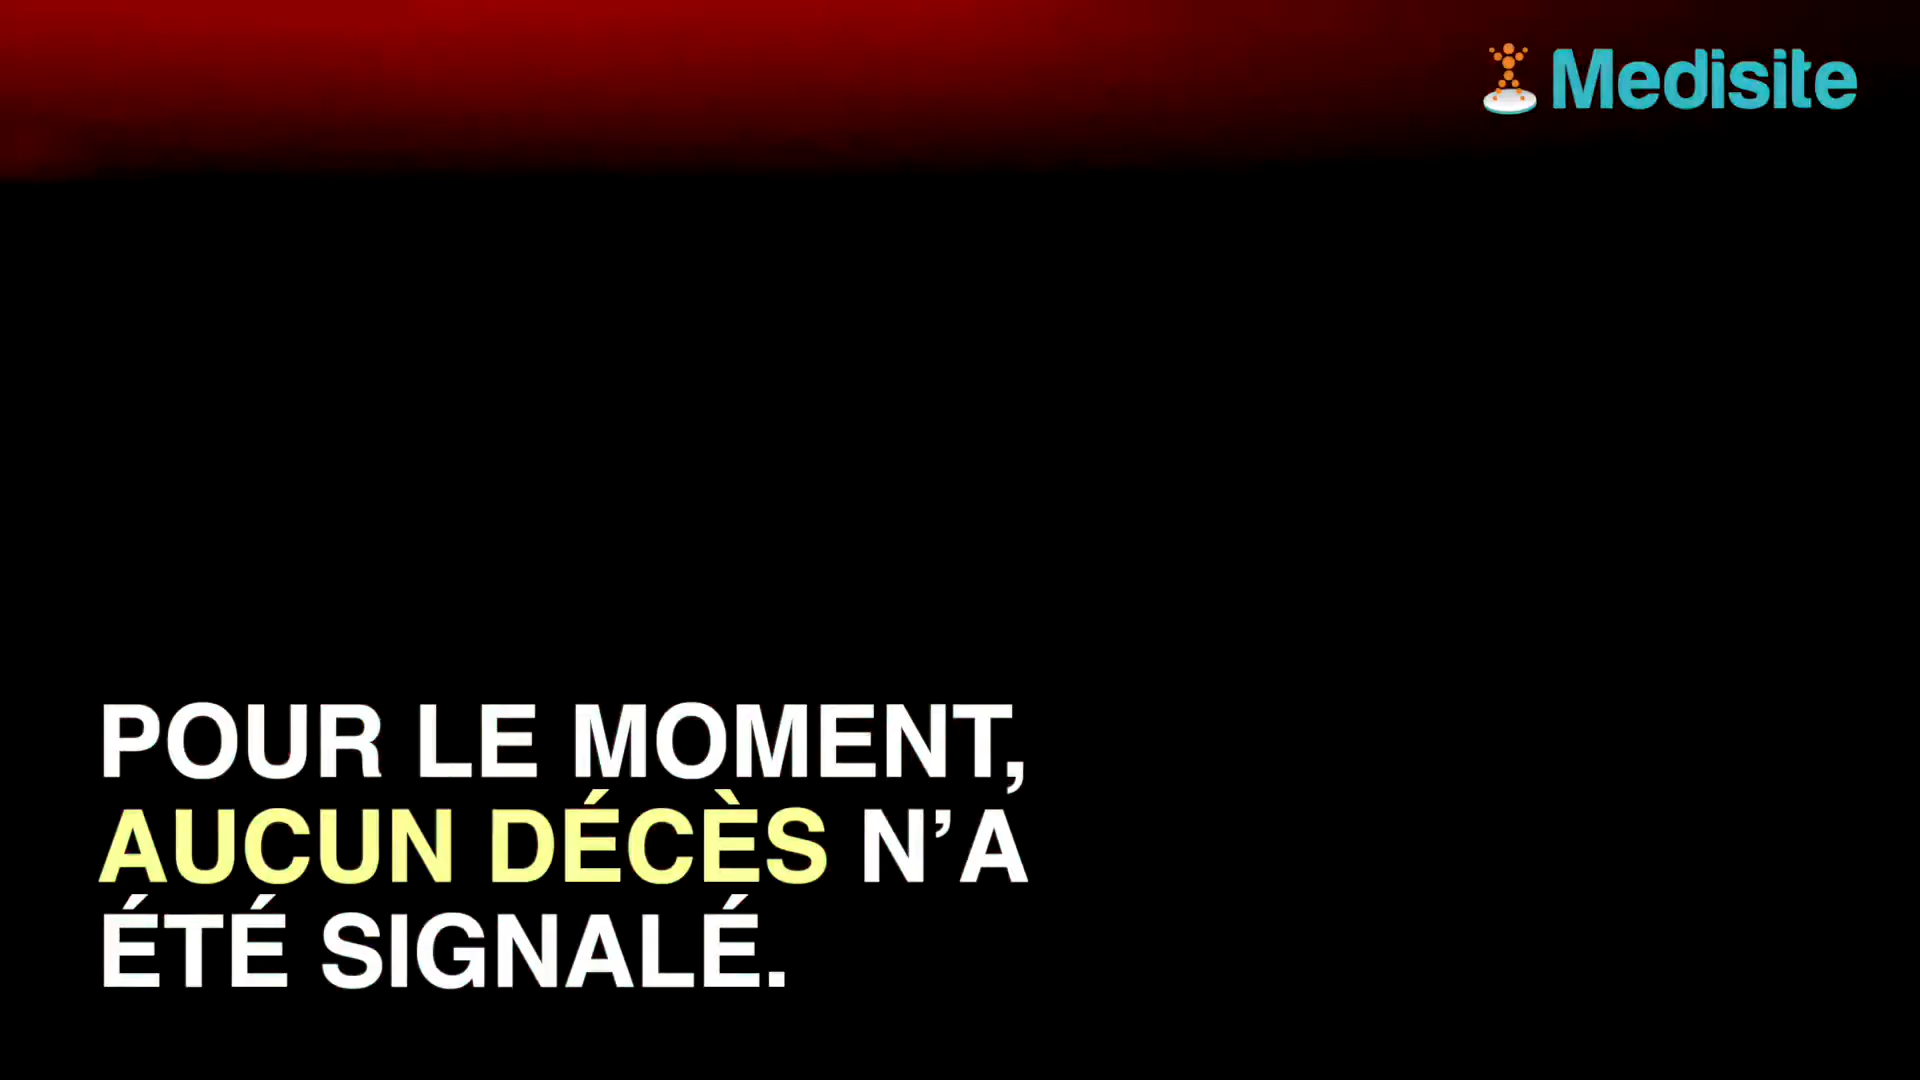 Medisite
POUR LE MOMENT,
AUCUN DÉCÈS N’A
ÉTÉ SIGNALÉ.